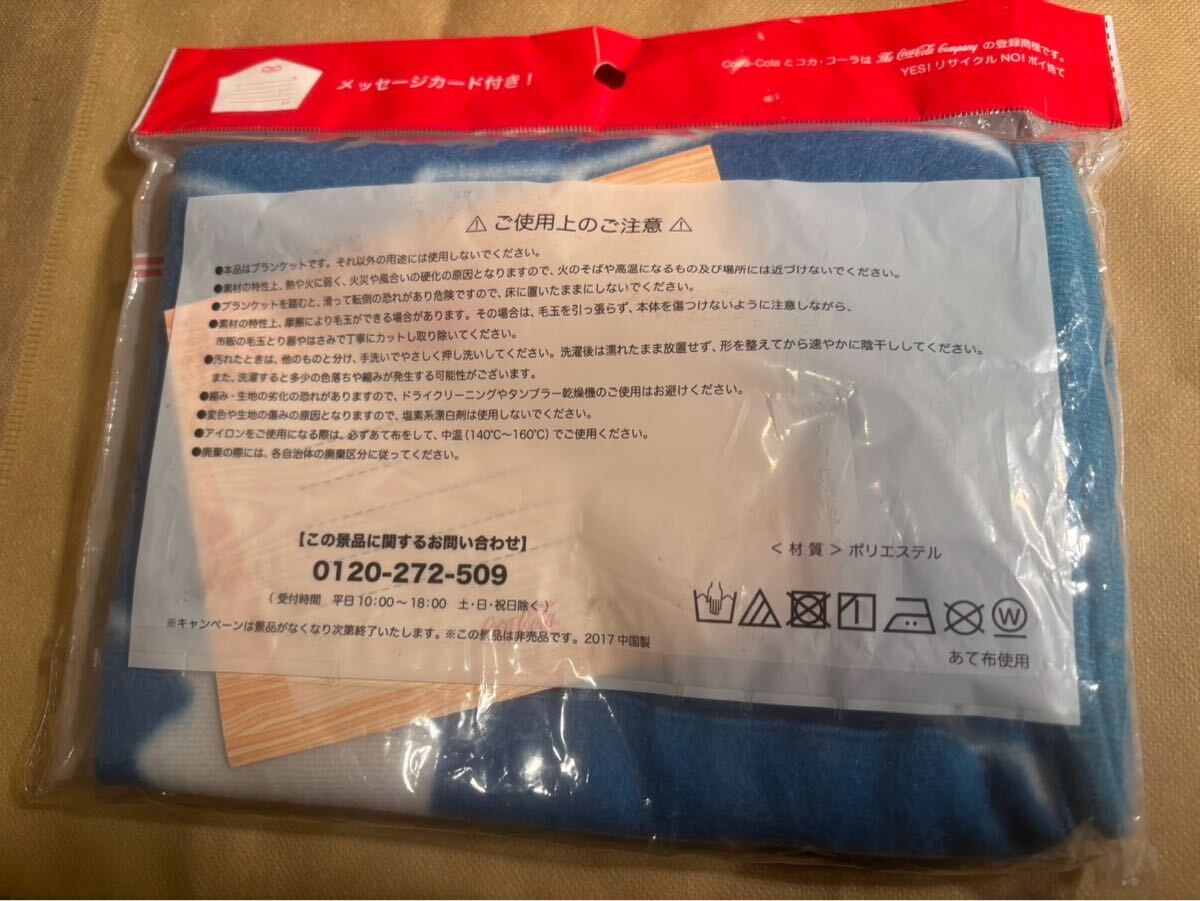 メッセージカード付き！
Coca-Cola とコカ・コーラは The Coca-Cola Company の登録商標です。
YES! リサイクル NO! ポイ捨て
⚠ ご使用上のご注意 ⚠
●本品はブランケットです。それ以外の用途には使用しないでください。
●素材の特性上、熱や火に弱く、火災や風合いの硬化の原因となりますので、火のそばや高温になるもの及び場所には近づけないでください。
●ブランケットを踏むと、滑って転倒の恐れがあり危険ですので、床に置いたままにしないでください。
●素材の特性上、摩擦により毛玉ができる場合があります。その場合は、毛玉を引っ張らず、本体を傷つけないように注意しながら、
市販の毛玉とり器やはさみで丁寧にカットし取り除いてください。
●汚れたときは、他のものと分け、手洗いでやさしく押し洗いしてください。洗濯後は濡れたまま放置せず、形を整えてから速やかに陰干ししてください。
また、洗濯すると多少の色落ちや縮みが発生する可能性がございます。
●縮み・生地の劣化の恐れがありますので、ドライクリーニングやタンブラー乾燥機のご使用はお避けください。
●変色や生地の傷みの原因となりますので、塩素系漂白剤は使用しないでください。
●アイロンをご使用になる際は、必ずあて布をして、中温（140℃～160℃）でご使用ください。
●廃棄の際には、各自治体の廃棄区分に従ってください。
【この景品に関するお問い合わせ】
0120-272-509
（受付時間　平日10:00～18:00　土・日・祝日除く）
Coca-Cola
※キャンペーンは景品がなくなり次第終了いたします。※この景品は非売品です。2017 中国製
＜材質＞ポリエステル
W
あて布使用